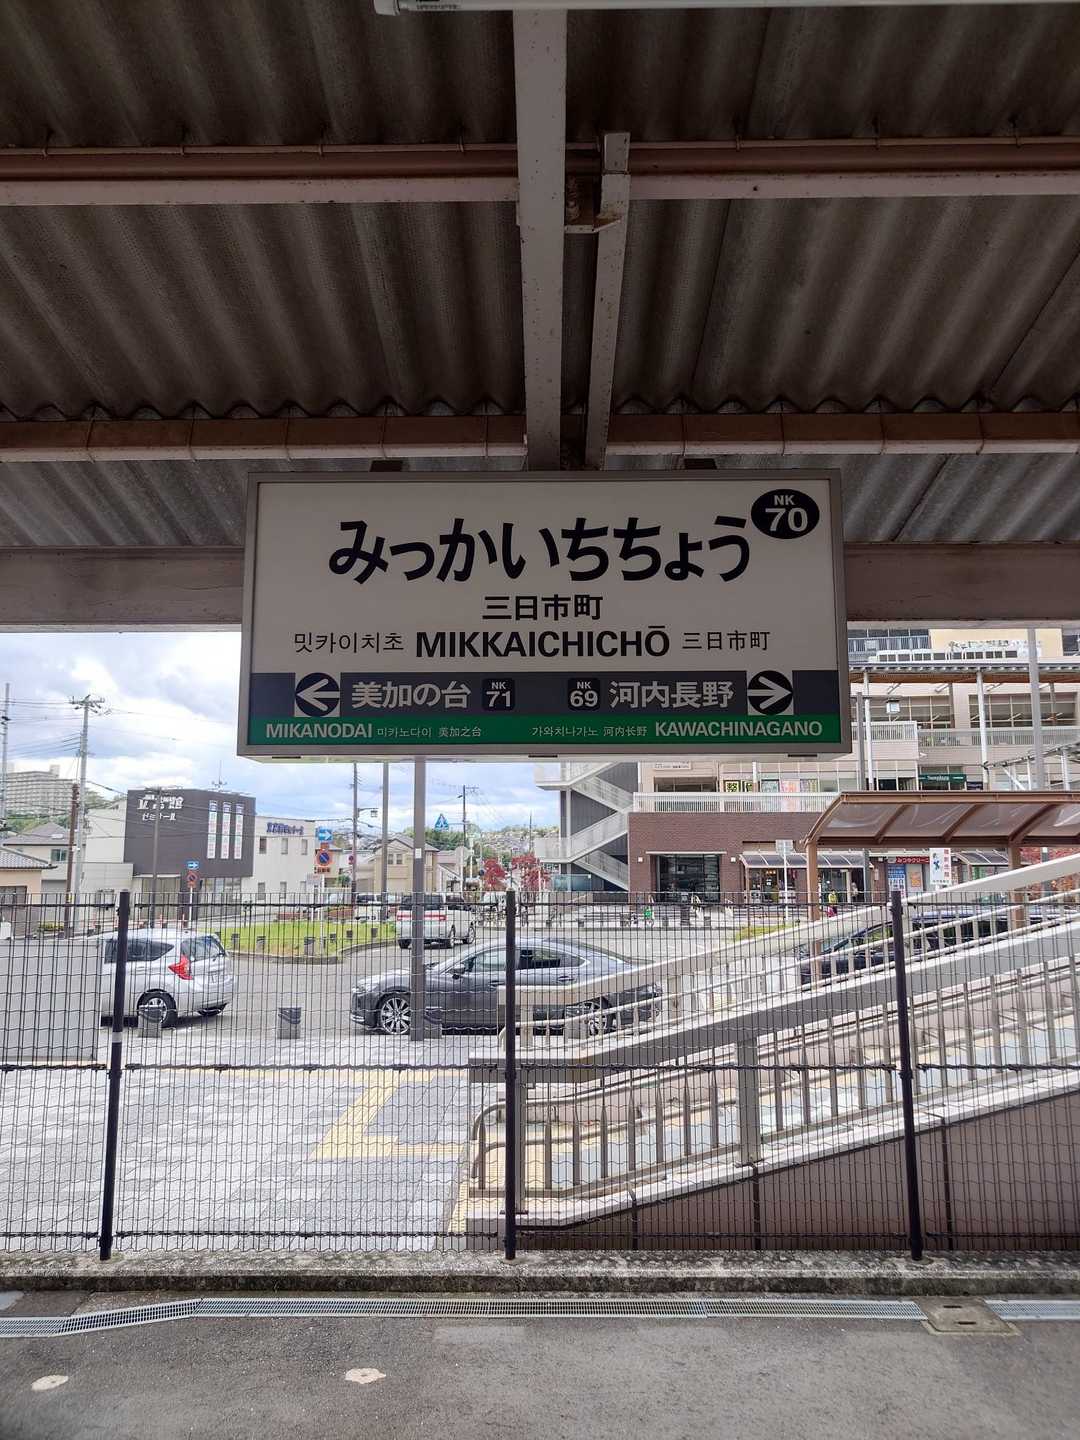 NK
70
みっかいちちょう
三日市町
밋카이치초 MIKKAICHICHŌ 三日市町
美加の台 NK 71 NK 69 河内長野
MIKANODAI 미카노다이 美加之台 가와치나가노 河内长野 KAWACHINAGANO